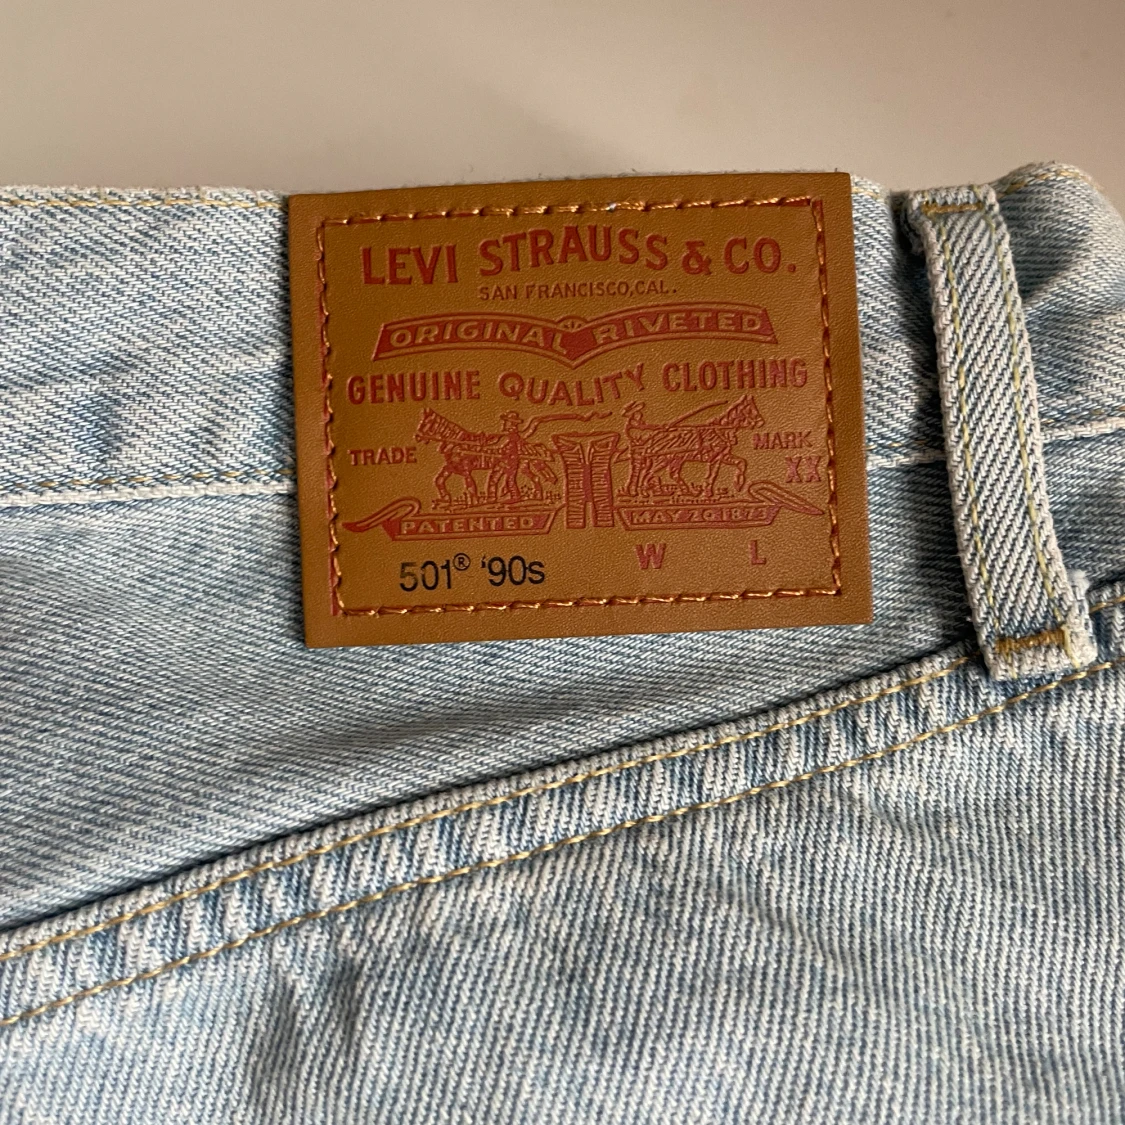 LEVI STRAUSS & CO.
SAN FRANCISCO, CAL.
ORIGINAL RIVETED
GENUINE QUALITY CLOTHING
TRADE MARK
XX
PATENTED MAY 20 1873
W L
501® ‘90s